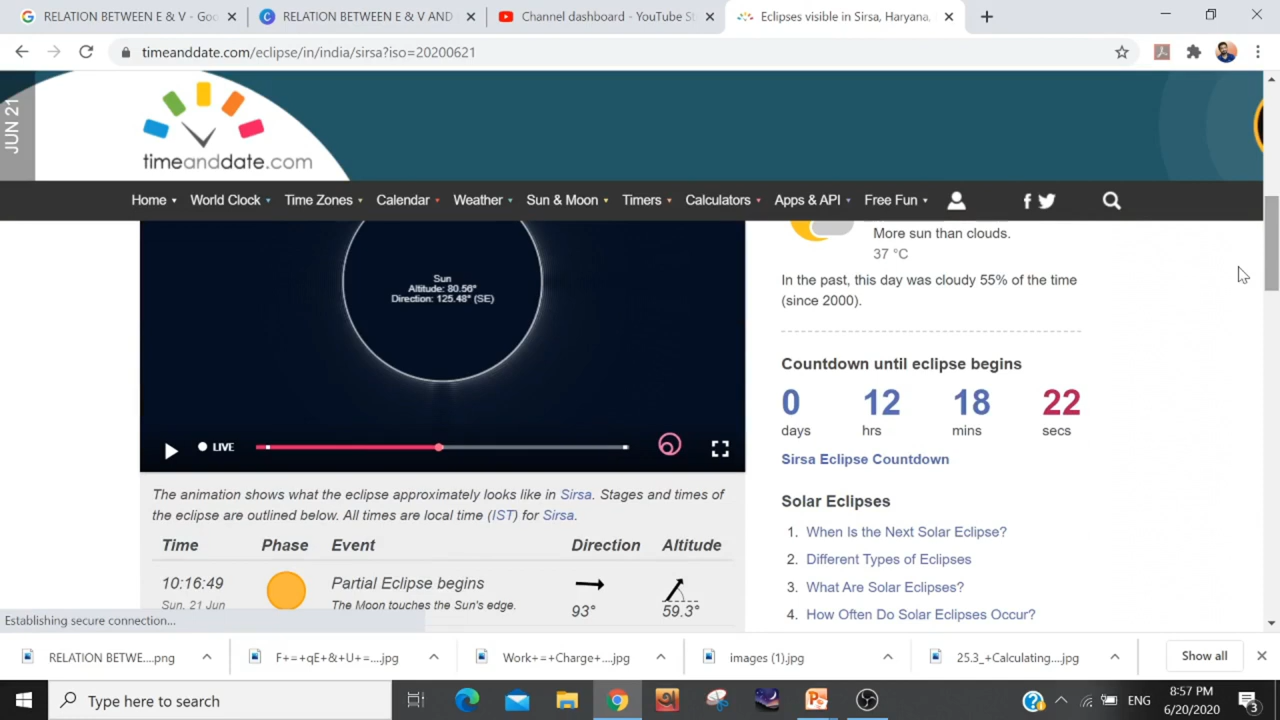 RELATION BETWEEN E & V - Goo
RELATION BETWEEN E & V AND
Channel dashboard - YouTube St
Eclipses visible in Sirsa, Haryana,
timeanddate.com/eclipse/in/india/sirsa?iso=20200621
JUN 21
timeanddate.com
Home
World Clock
Time Zones
Calendar
Weather
Sun & Moon
Timers
Calculators
Apps & API
Free Fun
Sun
Altitude: 80.56°
Direction: 125.48° (SE)
LIVE
More sun than clouds.
37 °C
In the past, this day was cloudy 55% of the time
(since 2000).
Countdown until eclipse begins
0 12 18 22
days hrs mins secs
Sirsa Eclipse Countdown
The animation shows what the eclipse approximately looks like in Sirsa. Stages and times of
the eclipse are outlined below. All times are local time (IST) for Sirsa.
Time Phase Event Direction Altitude
10:16:49 Partial Eclipse begins
Sun, 21 Jun The Moon touches the Sun's edge. 93° 59.3°
Solar Eclipses
1. When Is the Next Solar Eclipse?
2. Different Types of Eclipses
3. What Are Solar Eclipses?
4. How Often Do Solar Eclipses Occur?
Establishing secure connection...
RELATION BETWE....png
F+=+qE+&+U+=....jpg
Work+=+Charge+....jpg
images (1).jpg
25.3_+Calculating....jpg
Show all
Type here to search
ENG
8:57 PM
6/20/2020
3